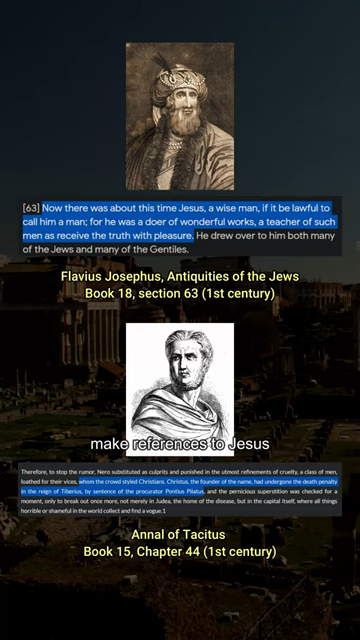 [63] Now there was about this time Jesus, a wise man, if it be lawful to
call him a man; for he was a doer of wonderful works, a teacher of such
men as receive the truth with pleasure. He drew over to him both many
of the Jews and many of the Gentiles.
Flavius Josephus, Antiquities of the Jews
Book 18, section 63 (1st century)
make references to Jesus
Therefore, to stop the rumor, Nero substituted as culprits and punished in the utmost refinements of cruelty, a class of men,
loathed for their vices, whom the crowd styled Christians. Christus, the founder of the name, had undergone the death penalty
in the reign of Tiberius, by sentence of the procurator Pontius Pilatus, and the pernicious superstition was checked for a
moment, only to break out once more, not merely in Judea, the home of the disease, but in the capital itself, where all things
horrible or shameful in the world collect and find a vogue.1
Annal of Tacitus
Book 15, Chapter 44 (1st century)